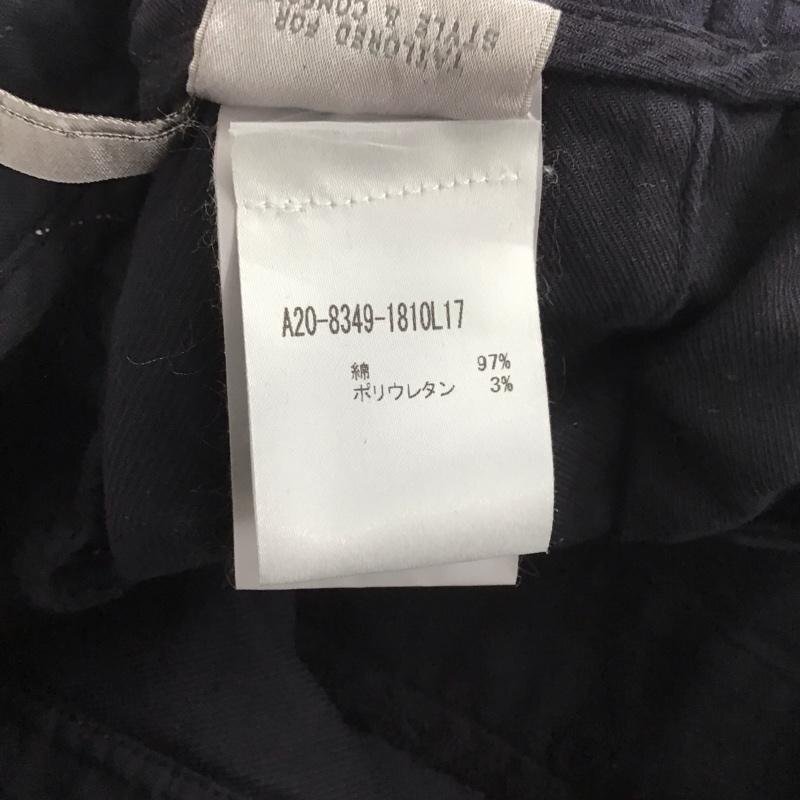 TAILORED FOR
STYLE &
A20-8349-1810L17
綿 97%
ポリウレタン 3%